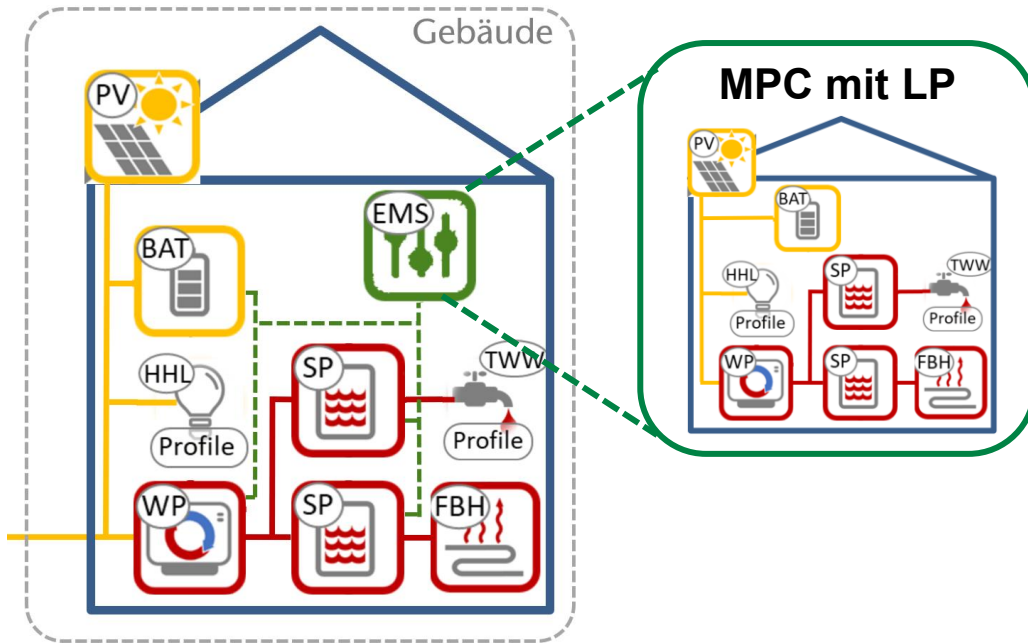 Gebäude
PV
EMS
BAT
HHL
Profile
SP
TWW
Profile
WP
SP
FBH
MPC mit LP
PV
BAT
HHL
Profile
SP
TWW
Profile
WP
SP
FBH